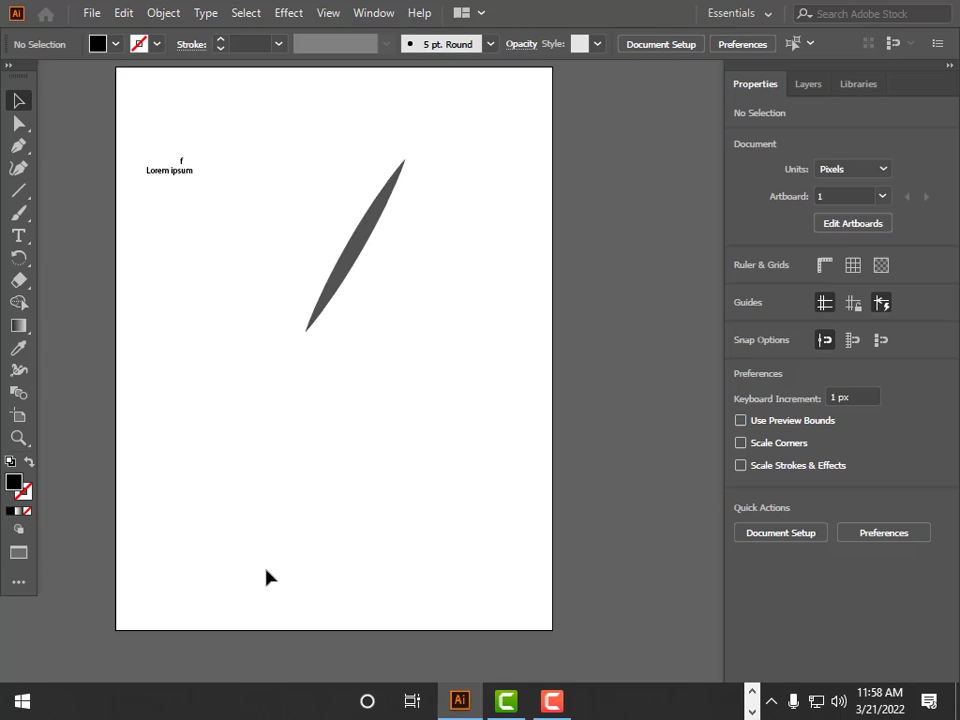 Ai File Edit Object Type Select Effect View Window Help Essentials Search Adobe Stock
No Selection Stroke: 5 pt. Round Opacity Style: Document Setup Preferences
Properties Layers Libraries
No Selection
Document
Units: Pixels
Artboard: 1
Edit Artboards
Ruler & Grids
Guides
Snap Options
Preferences
Keyboard Increment: 1 px
Use Preview Bounds
Scale Corners
Scale Strokes & Effects
Quick Actions
Document Setup Preferences
f
Lorem ipsum
T
Ai
11:58 AM
3/21/2022